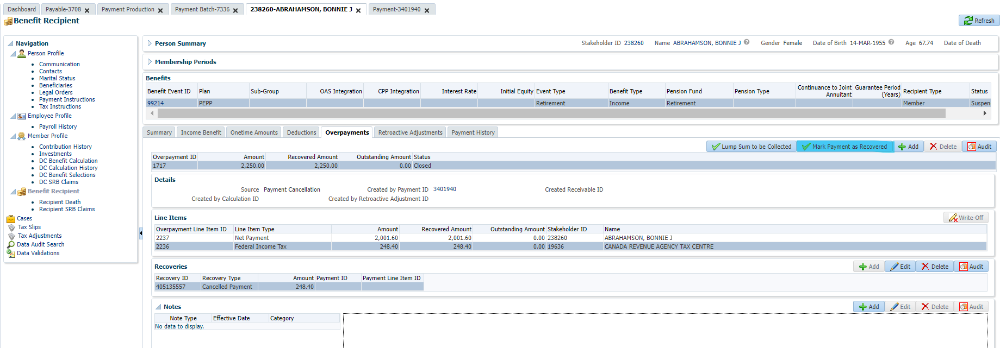 Dashboard Payable-3708 Payment Production Payment Batch-7336 238260-ABRAHAMSON, BONNIE J Payment-3401940
Benefit Recipient Refresh
Navigation
Person Profile
Communication
Contacts
Marital Status
Beneficiaries
Legal Orders
Payment Instructions
Tax Instructions
Employee Profile
Payroll History
Member Profile
Contribution History
Investments
DC Benefit Calculation
DC Calculation History
DC Benefit Selections
DC SRB Claims
Benefit Recipient
Recipient Death
Recipient SRB Claims
Cases
Tax Slips
Tax Adjustments
Data Audit Search
Data Validations
Person Summary Stakeholder ID 238260 Name ABRAHAMSON, BONNIE J Gender Female Date of Birth 14-MAR-1955 Age 67.74 Date of Death
Membership Periods
Benefits
Benefit Event ID Plan Sub-Group OAS Integration CPP Integration Interest Rate Initial Equity Event Type Benefit Type Pension Fund Pension Type Continuance to Joint Annuitant Guarantee Period (Years) Recipient Type Status
99214 PEPP Retirement Income Retirement Member Suspen
Summary Income Benefit Onetime Amounts Deductions Overpayments Retroactive Adjustments Payment History
Lump Sum to be Collected Mark Payment as Recovered Add Delete Audit
Overpayment ID Amount Recovered Amount Outstanding Amount Status
1717 2,250.00 2,250.00 0.00 Closed
Details
Source Payment Cancellation Created by Payment ID 3401940 Created Receivable ID
Created by Calculation ID Created by Retroactive Adjustment ID
Line Items Write-Off
Overpayment Line Item ID Line Item Type Amount Recovered Amount Outstanding Amount Stakeholder ID Name
2237 Net Payment 2,001.60 2,001.60 0.00 238260 ABRAHAMSON, BONNIE J
2236 Federal Income Tax 248.40 248.40 0.00 19636 CANADA REVENUE AGENCY TAX CENTRE
Recoveries Add Edit Delete Audit
Recovery ID Recovery Type Amount Payment ID Payment Line Item ID
405135557 Cancelled Payment 248.40
Notes Add Edit Delete Audit
Note Type Effective Date Category
No data to display.